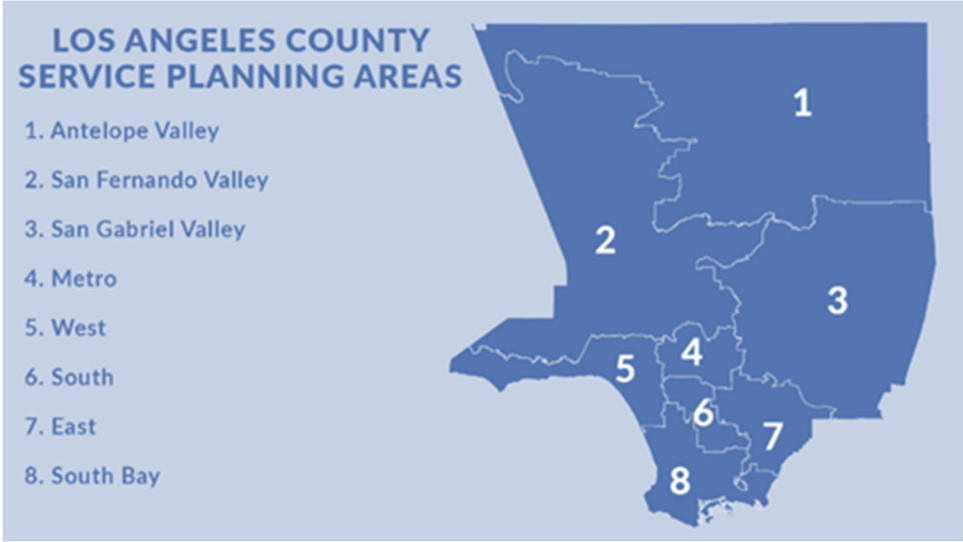 LOS ANGELES COUNTY
SERVICE PLANNING AREAS
1. Antelope Valley
2. San Fernando Valley
3. San Gabriel Valley
4. Metro
5. West
6. South
7. East
8. South Bay
1
2
3
4
5
6
7
8